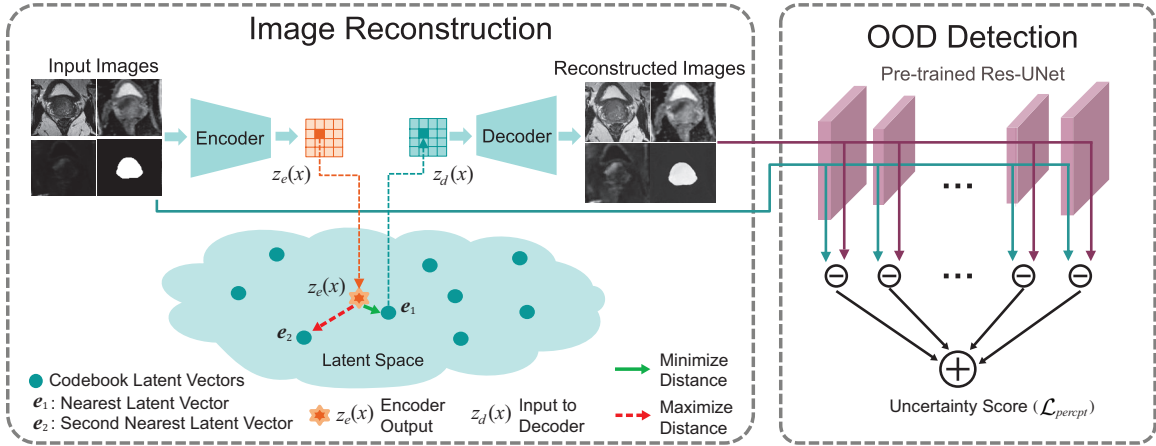 Image Reconstruction
Input Images
Encoder
z_e(x)
z_d(x)
Decoder
Reconstructed Images
z_e(x)
e_1
e_2
Latent Space
Codebook Latent Vectors
e_1: Nearest Latent Vector
e_2: Second Nearest Latent Vector
z_e(x) Encoder
Output
z_d(x) Input to
Decoder
Minimize
Distance
Maximize
Distance
OOD Detection
Pre-trained Res-UNet
...
− − ... − −
+
Uncertainty Score (ℒ_percpt)